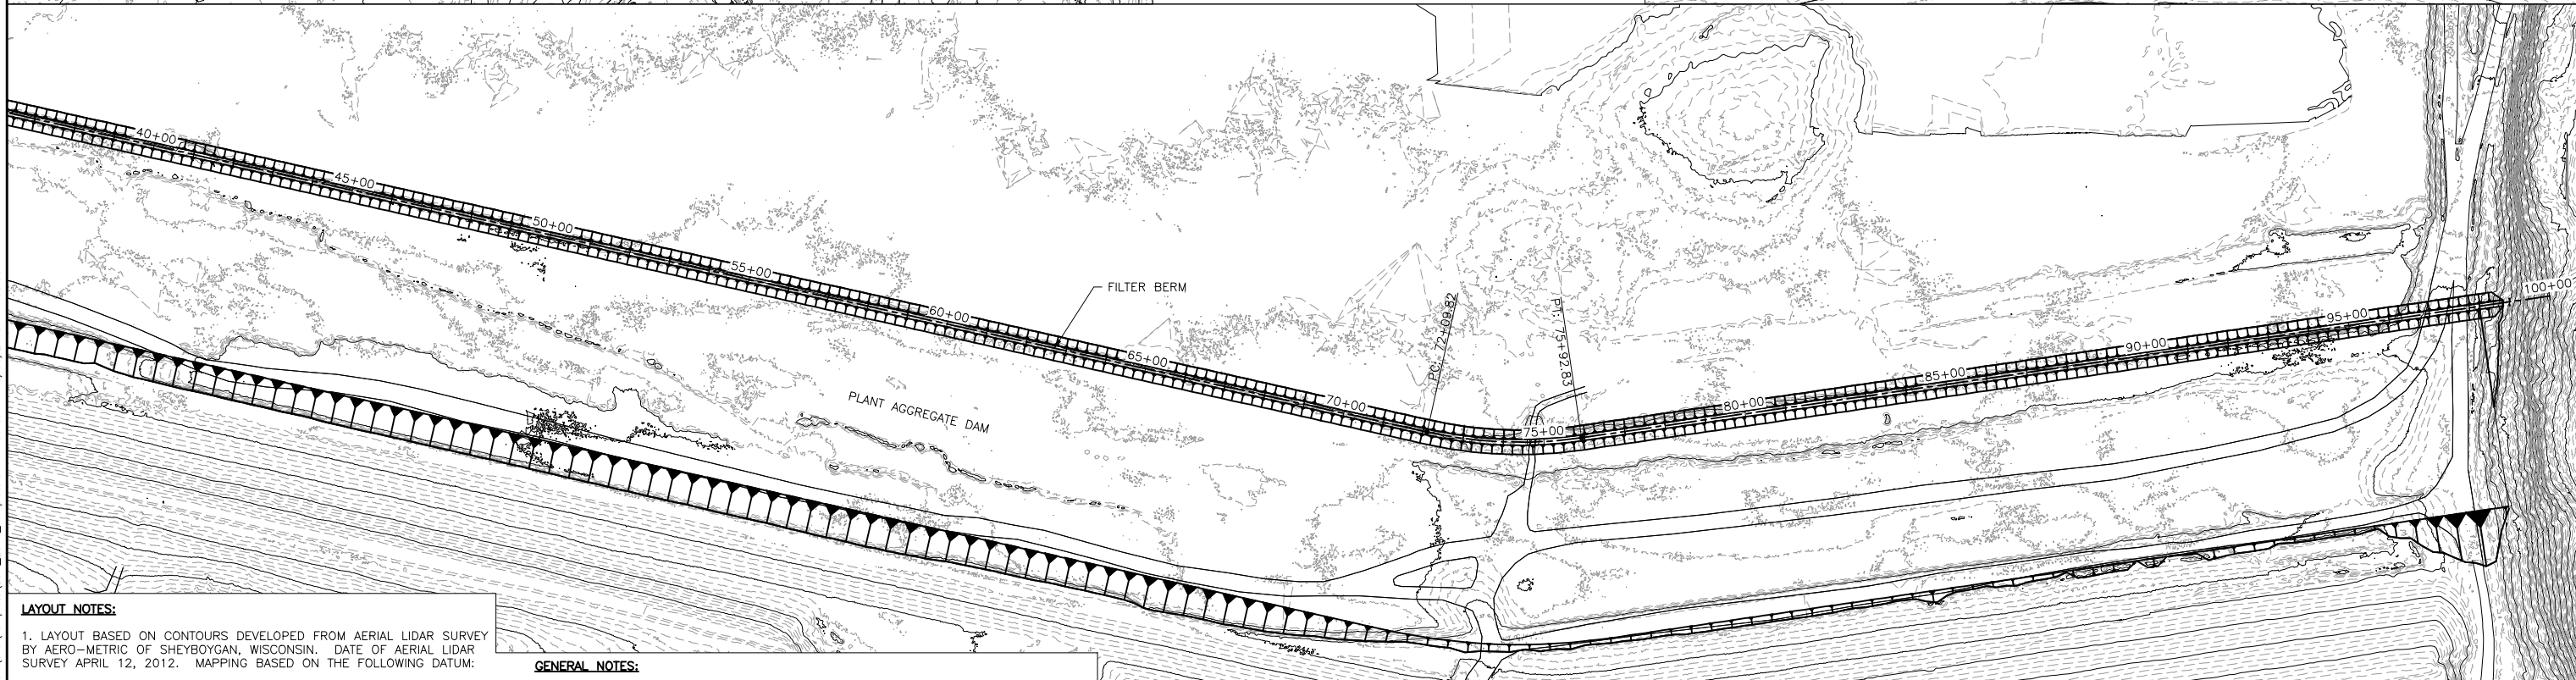 40+00
45+00
50+00
55+00
60+00
65+00
70+00
75+00
80+00
85+00
90+00
95+00
100+00
FILTER BERM
PC: 72+09.82
PT: 75+92.83
PLANT AGGREGATE DAM
LAYOUT NOTES:
1. LAYOUT BASED ON CONTOURS DEVELOPED FROM AERIAL LIDAR SURVEY
BY AERO-METRIC OF SHEYBOYGAN, WISCONSIN. DATE OF AERIAL LIDAR
SURVEY APRIL 12, 2012. MAPPING BASED ON THE FOLLOWING DATUM:
GENERAL NOTES: